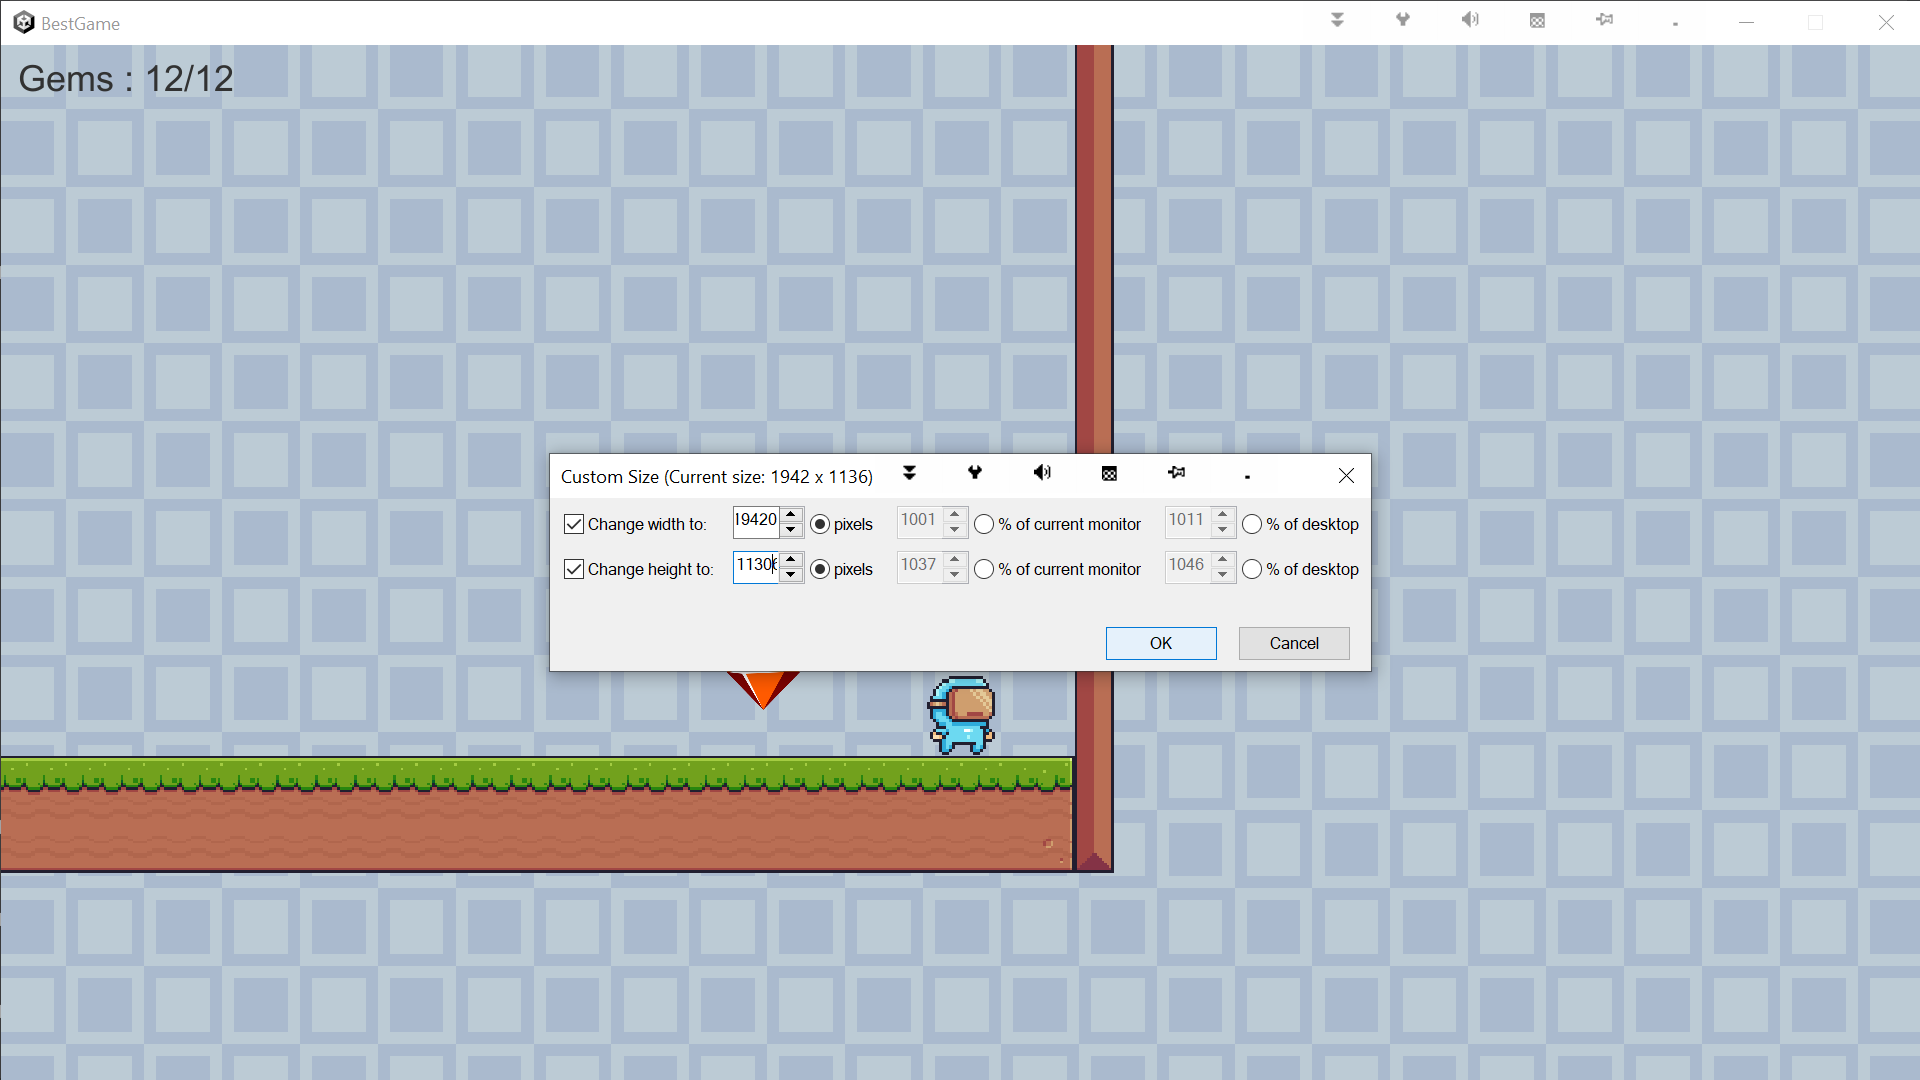 BestGame
Gems : 12/12
Custom Size (Current size: 1942 x 1136)
Change width to: 19420 pixels 1001 % of current monitor 1011 % of desktop
Change height to: pixels 1037 % of current monitor 1046 % of desktop
OK Cancel